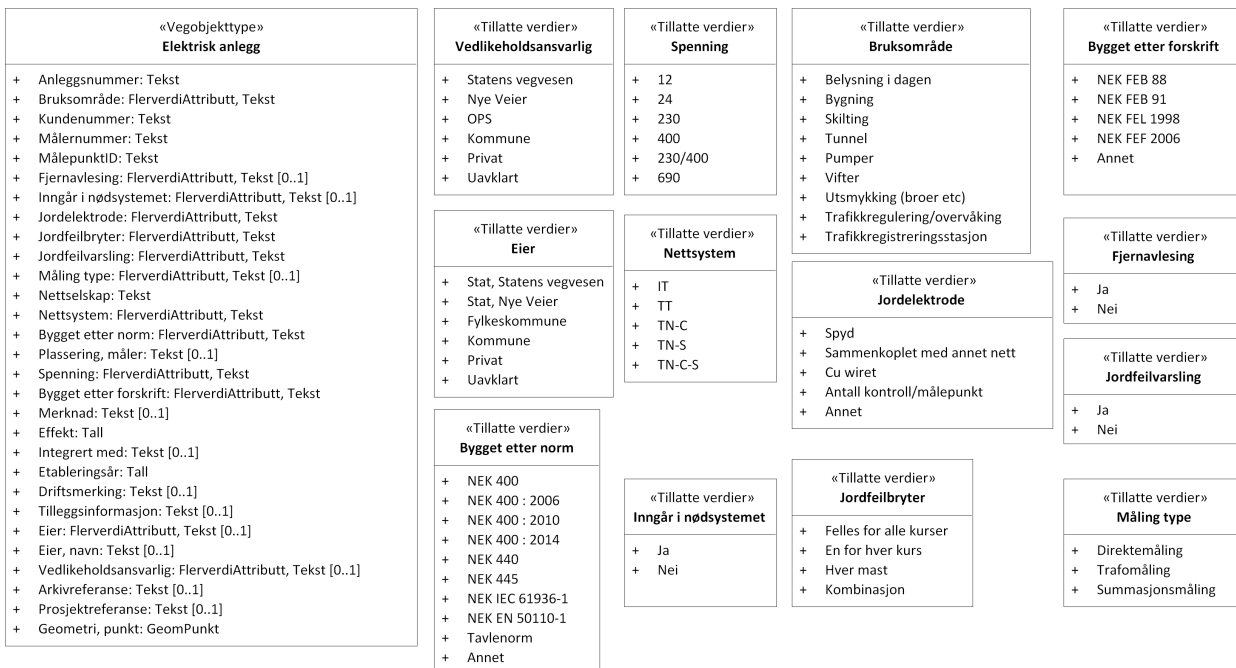 «Vegobjekttype»
Elektrisk anlegg
+ Anleggsnummer: Tekst
+ Bruksområde: FlerverdiAttributt, Tekst
+ Kundenummer: Tekst
+ Målernummer: Tekst
+ MålepunktID: Tekst
+ Fjernavlesing: FlerverdiAttributt, Tekst [0..1]
+ Inngår i nødsystemet: FlerverdiAttributt, Tekst [0..1]
+ Jordelektrode: FlerverdiAttributt, Tekst
+ Jordfeilbryter: FlerverdiAttributt, Tekst
+ Jordfeilvarsling: FlerverdiAttributt, Tekst
+ Måling type: FlerverdiAttributt, Tekst [0..1]
+ Nettselskap: Tekst
+ Nettsystem: FlerverdiAttributt, Tekst
+ Bygget etter norm: FlerverdiAttributt, Tekst
+ Plassering, måler: Tekst [0..1]
+ Spenning: FlerverdiAttributt, Tekst
+ Bygget etter forskrift: FlerverdiAttributt, Tekst
+ Merknad: Tekst [0..1]
+ Effekt: Tall
+ Integrert med: Tekst [0..1]
+ Etableringsår: Tall
+ Driftsmerking: Tekst [0..1]
+ Tilleggsinformasjon: Tekst [0..1]
+ Eier: FlerverdiAttributt, Tekst [0..1]
+ Eier, navn: Tekst [0..1]
+ Vedlikeholdsansvarlig: FlerverdiAttributt, Tekst [0..1]
+ Arkivreferanse: Tekst [0..1]
+ Prosjektreferanse: Tekst [0..1]
+ Geometri, punkt: GeomPunkt
«Tillatte verdier»
Vedlikeholdsansvarlig
+ Statens vegvesen
+ Nye Veier
+ OPS
+ Kommune
+ Privat
+ Uavklart
«Tillatte verdier»
Eier
+ Stat, Statens vegvesen
+ Stat, Nye Veier
+ Fylkeskommune
+ Kommune
+ Privat
+ Uavklart
«Tillatte verdier»
Bygget etter norm
+ NEK 400
+ NEK 400 : 2006
+ NEK 400 : 2010
+ NEK 400 : 2014
+ NEK 440
+ NEK 445
+ NEK IEC 61936-1
+ NEK EN 50110-1
+ Tavlenorm
+ Annet
«Tillatte verdier»
Spenning
+ 12
+ 24
+ 230
+ 400
+ 230/400
+ 690
«Tillatte verdier»
Nettsystem
+ IT
+ TT
+ TN-C
+ TN-S
+ TN-C-S
«Tillatte verdier»
Inngår i nødsystemet
+ Ja
+ Nei
«Tillatte verdier»
Bruksområde
+ Belysning i dagen
+ Bygning
+ Skilting
+ Tunnel
+ Pumper
+ Vifter
+ Utsmykking (broer etc)
+ Trafikkregulering/overvåking
+ Trafikkregistreringsstasjon
«Tillatte verdier»
Jordelektrode
+ Spyd
+ Sammenkoplet med annet nett
+ Cu wiret
+ Antall kontroll/målepunkt
+ Annet
«Tillatte verdier»
Jordfeilbryter
+ Felles for alle kurser
+ En for hver kurs
+ Hver mast
+ Kombinasjon
«Tillatte verdier»
Bygget etter forskrift
+ NEK FEB 88
+ NEK FEB 91
+ NEK FEL 1998
+ NEK FEF 2006
+ Annet
«Tillatte verdier»
Fjernavlesing
+ Ja
+ Nei
«Tillatte verdier»
Jordfeilvarsling
+ Ja
+ Nei
«Tillatte verdier»
Måling type
+ Direktemåling
+ Trafomåling
+ Summasjonsmåling